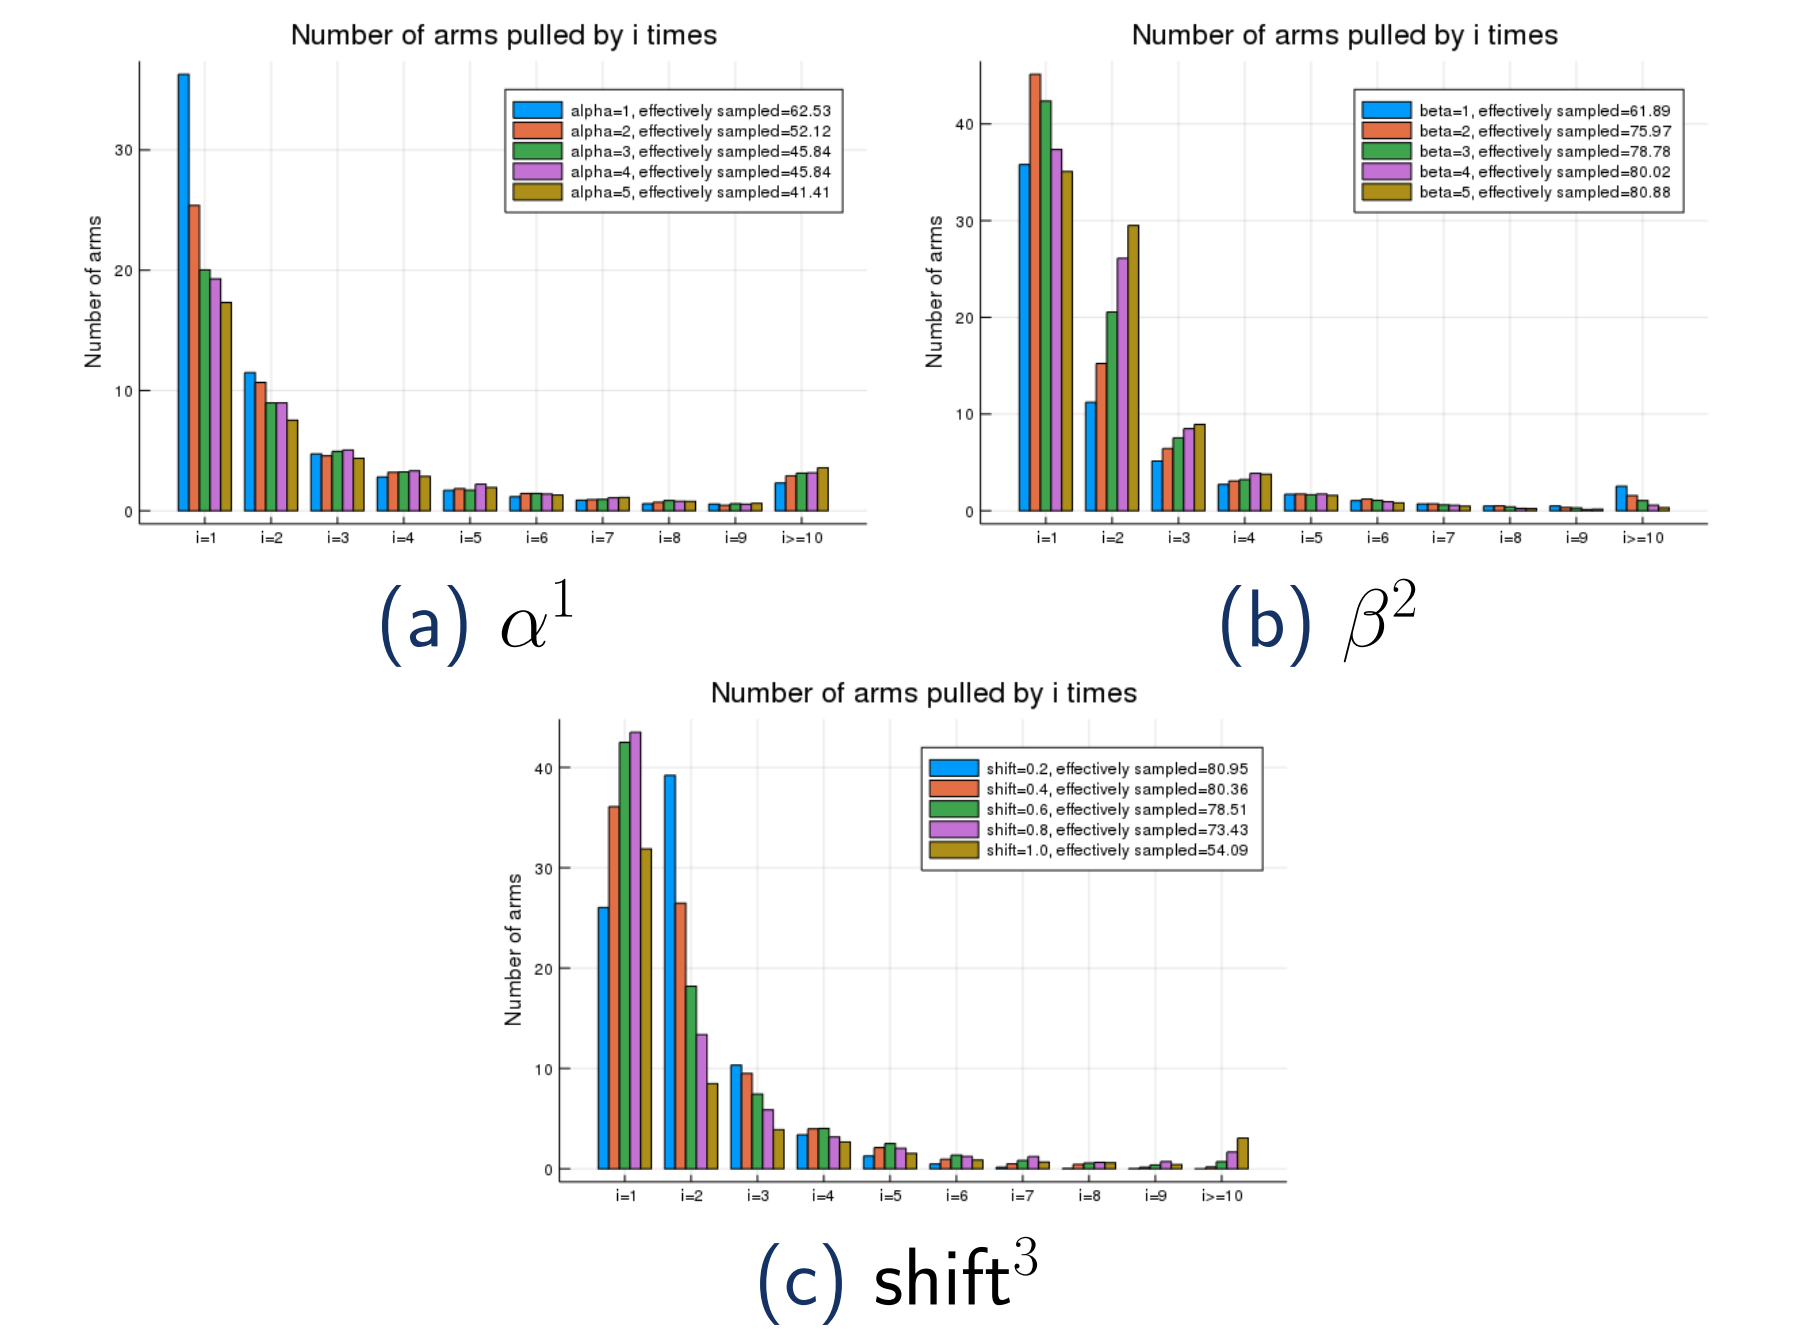 Number of arms pulled by i times
Number of arms
30
20
10
0
alpha=1, effectively sampled=62.53
alpha=2, effectively sampled=52.12
alpha=3, effectively sampled=45.84
alpha=4, effectively sampled=45.84
alpha=5, effectively sampled=41.41
i=1 i=2 i=3 i=4 i=5 i=6 i=7 i=8 i=9 i>=10
(a) α¹
Number of arms pulled by i times
Number of arms
40
30
20
10
0
beta=1, effectively sampled=61.89
beta=2, effectively sampled=75.97
beta=3, effectively sampled=78.78
beta=4, effectively sampled=80.02
beta=5, effectively sampled=80.88
i=1 i=2 i=3 i=4 i=5 i=6 i=7 i=8 i=9 i>=10
(b) β²
Number of arms pulled by i times
Number of arms
40
30
20
10
0
shift=0.2, effectively sampled=80.95
shift=0.4, effectively sampled=80.36
shift=0.6, effectively sampled=78.51
shift=0.8, effectively sampled=73.43
shift=1.0, effectively sampled=54.09
i=1 i=2 i=3 i=4 i=5 i=6 i=7 i=8 i=9 i>=10
(c) shift³